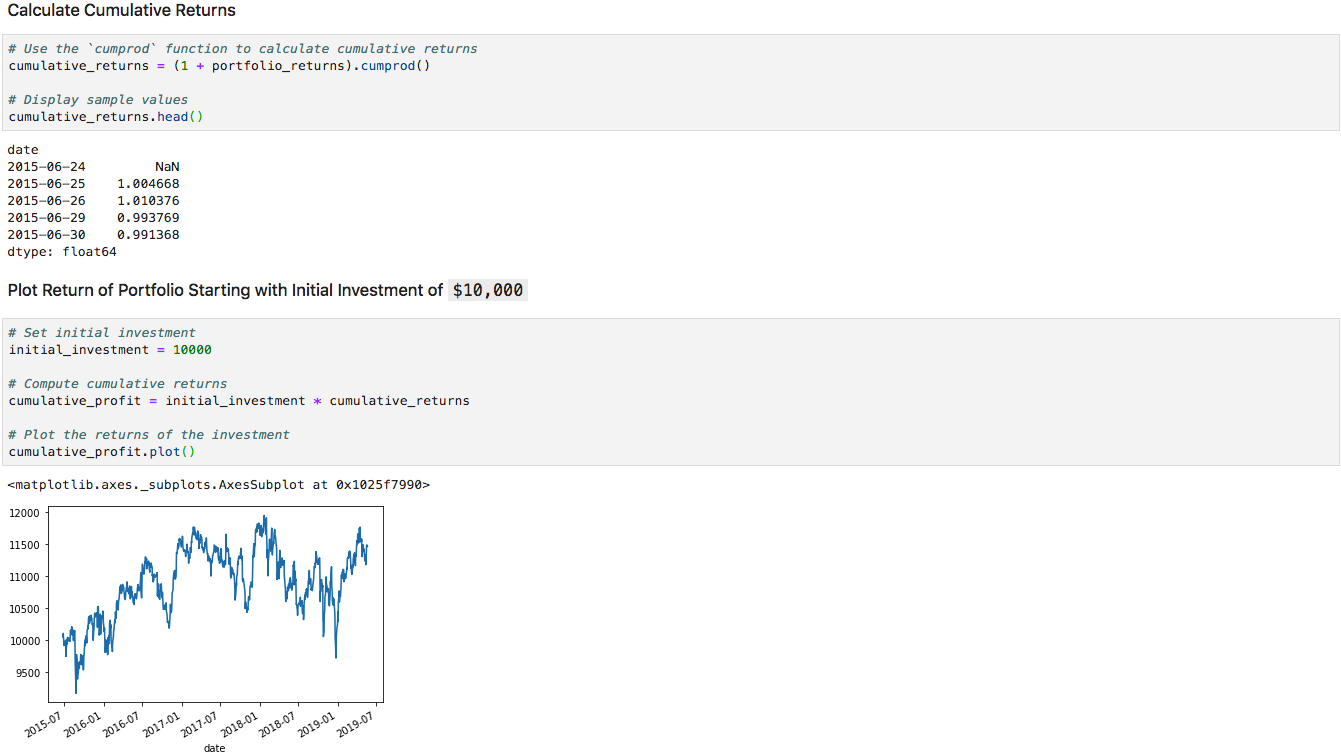 Calculate Cumulative Returns
# Use the `cumprod` function to calculate cumulative returns
cumulative_returns = (1 + portfolio_returns).cumprod()
# Display sample values
cumulative_returns.head()
date
2015-06-24 NaN
2015-06-25 1.004668
2015-06-26 1.010376
2015-06-29 0.993769
2015-06-30 0.991368
dtype: float64
Plot Return of Portfolio Starting with Initial Investment of $10,000
# Set initial investment
initial_investment = 10000
# Compute cumulative returns
cumulative_profit = initial_investment * cumulative_returns
# Plot the returns of the investment
cumulative_profit.plot()
<matplotlib.axes._subplots.AxesSubplot at 0x1025f7990>
12000
11500
11000
10500
10000
9500
2015-07 2016-01 2016-07 2017-01 2017-07 2018-01 2018-07 2019-01 2019-07
date